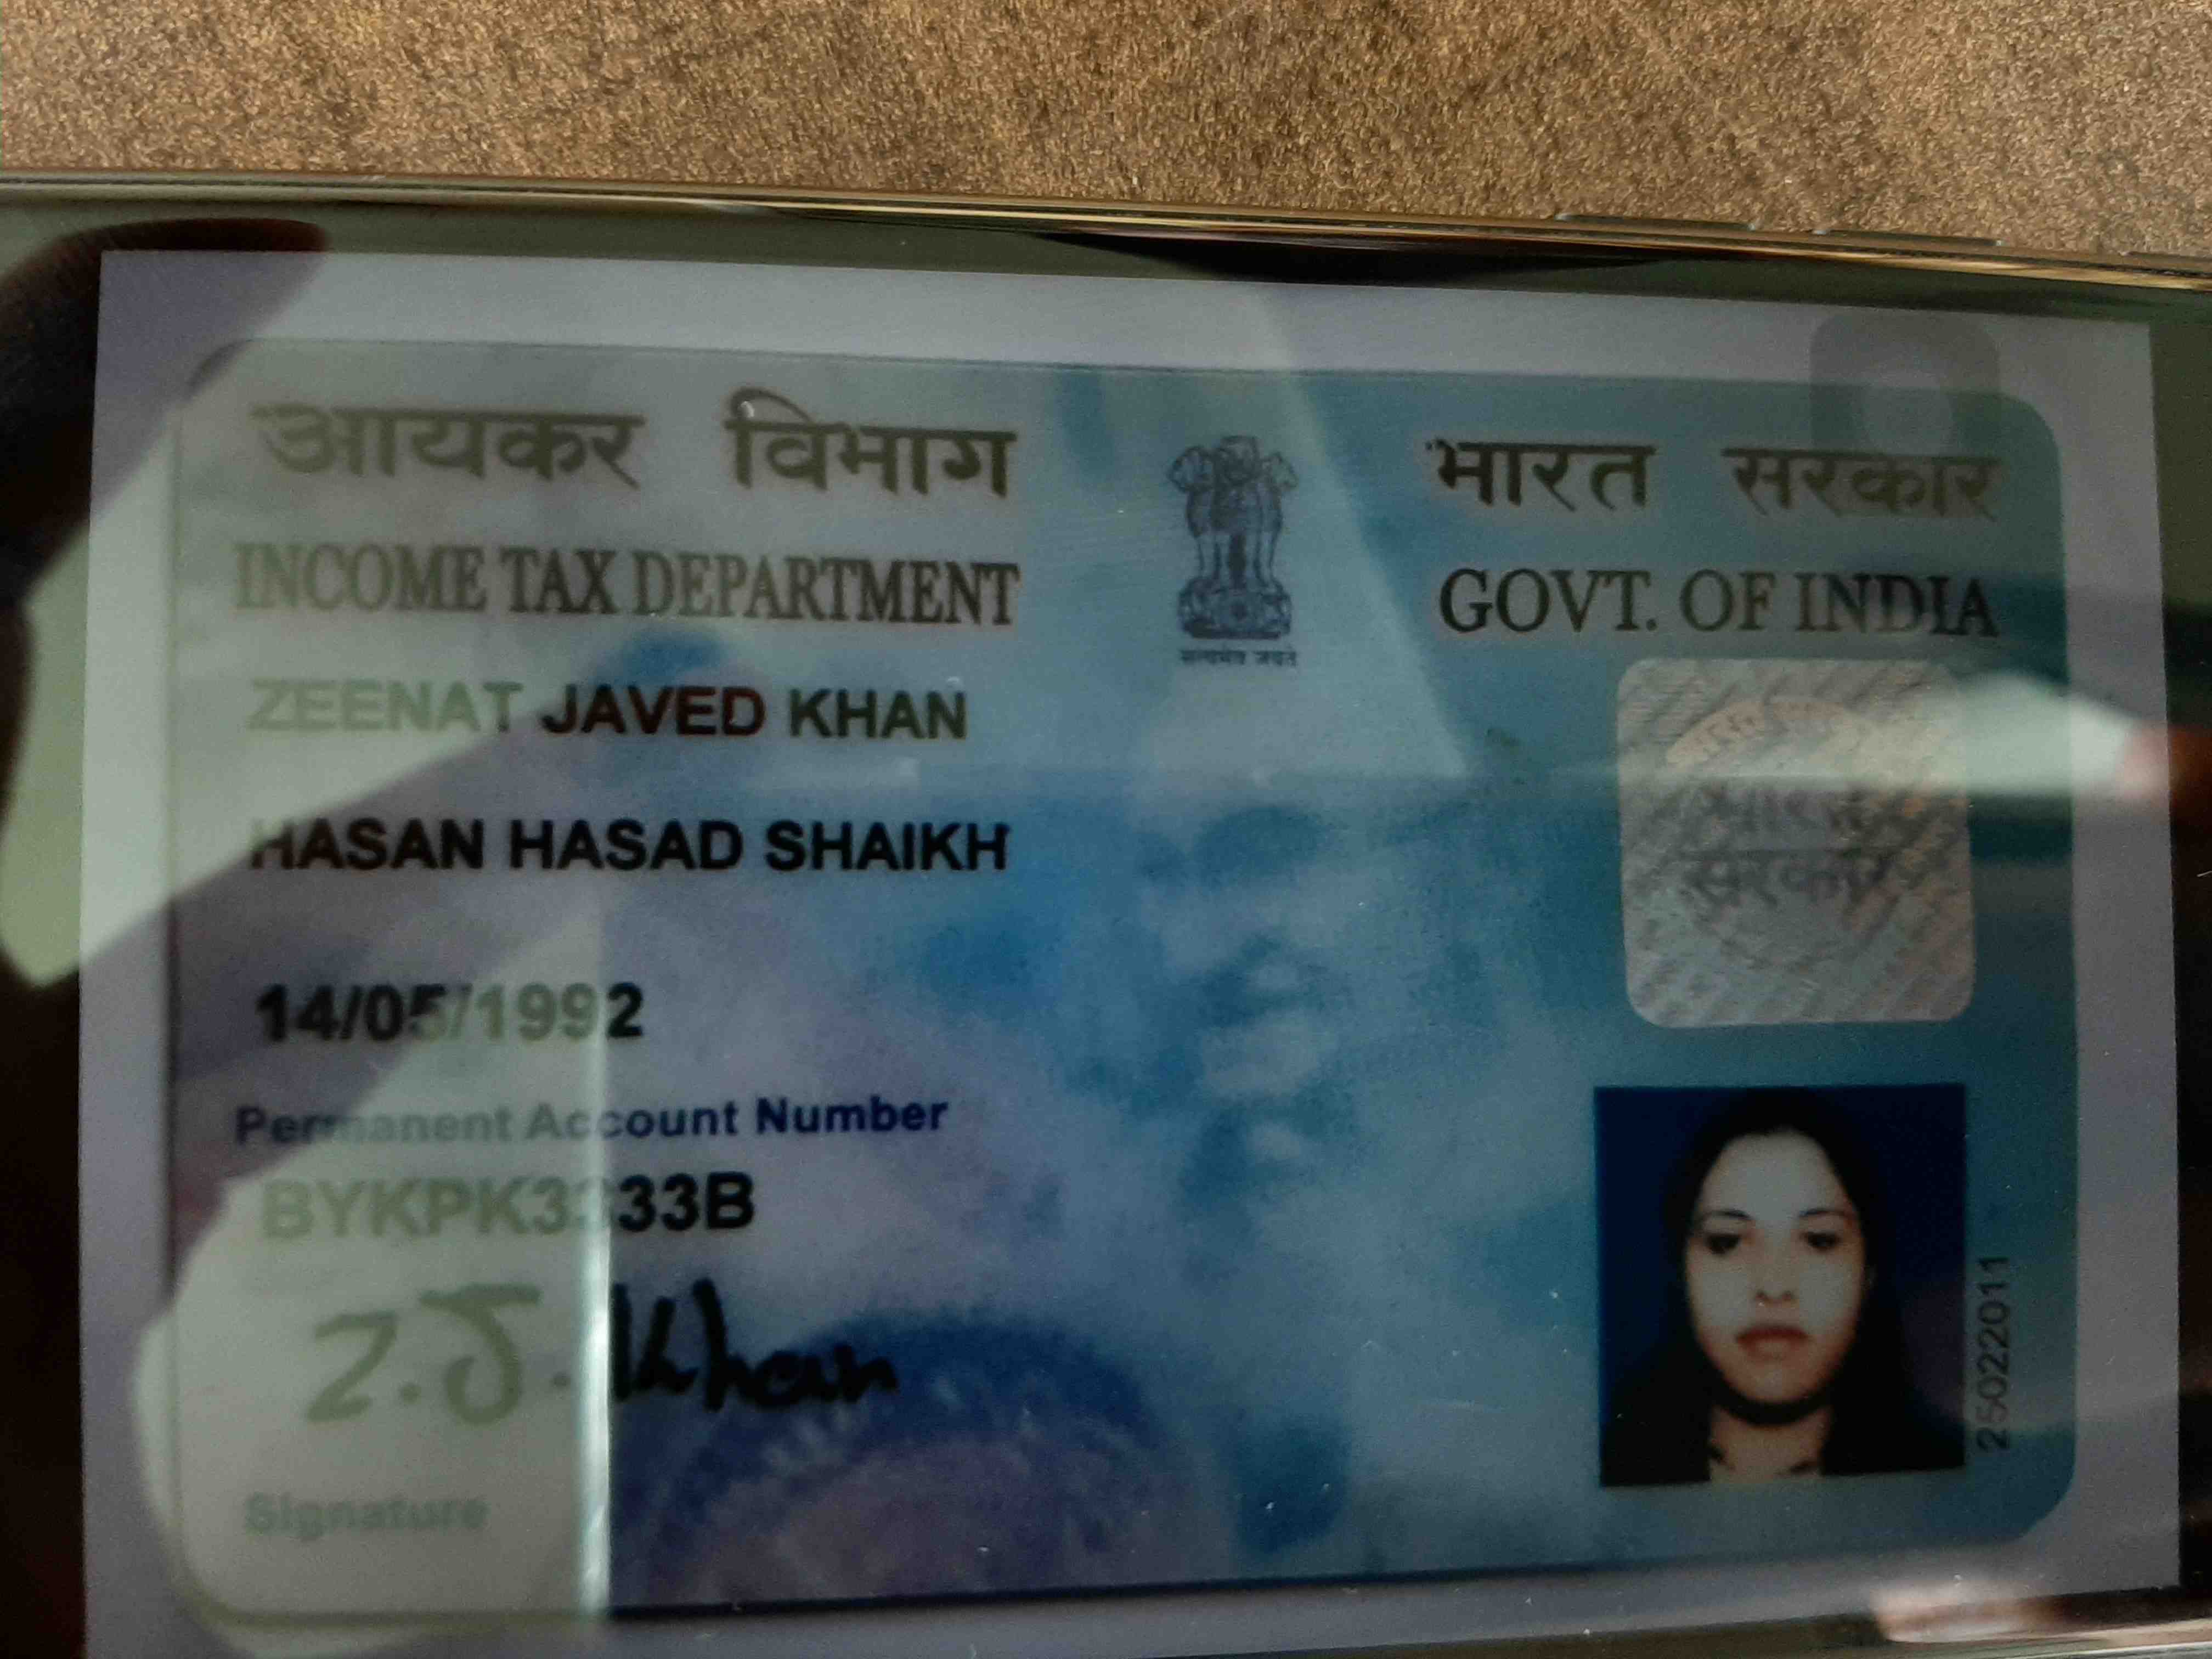 आयकर विभाग
भारत सरकार
INCOME TAX DEPARTMENT
GOVT. OF INDIA
सत्यमेव जयते
ZEENAT JAVED KHAN
HASAN HASAD SHAIKH
भारत
सरकार
14/05/1992
Permanent Account Number
BYKPK3333B
Z.J.Khan
Signature
25022011